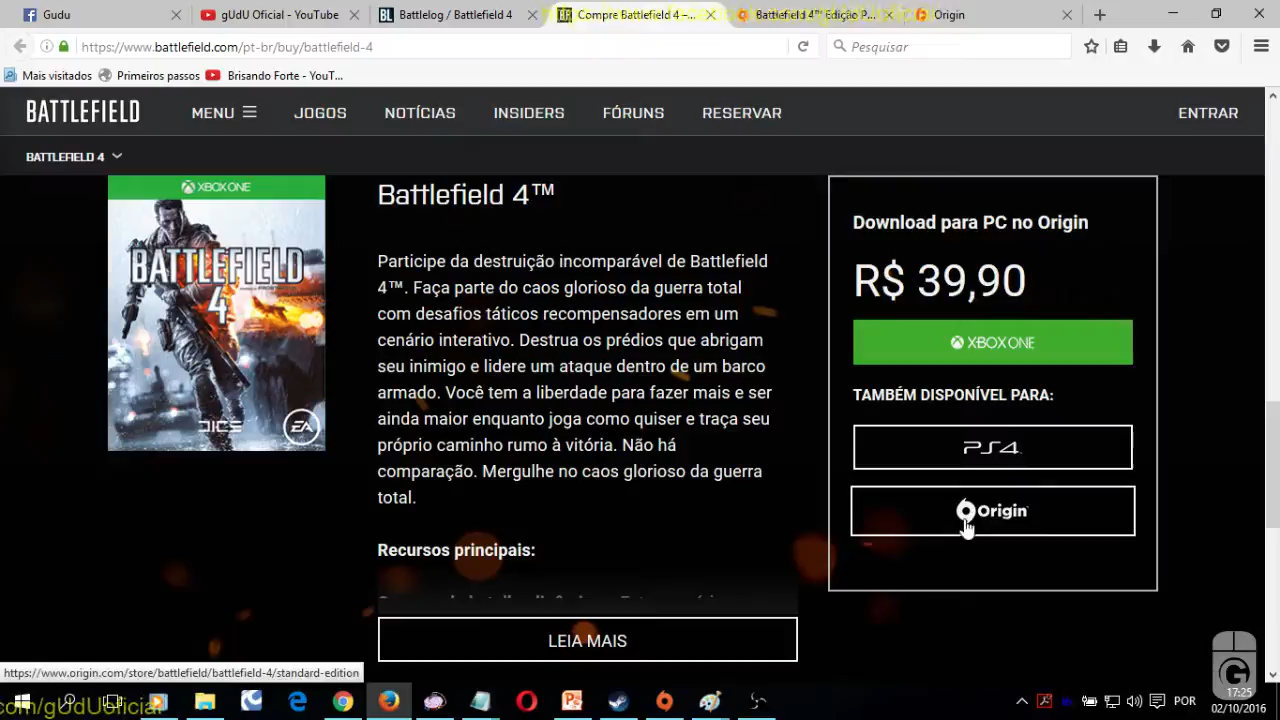 Gudu
gUdU Oficial - YouTube
Battlelog / Battlefield 4
Compre Battlefield 4 –...
Battlefield 4™ Edição P...
Origin
https://www.battlefield.com/pt-br/buy/battlefield-4
Pesquisar
Mais visitados
Primeiros passos
Brisando Forte - YouT...
BATTLEFIELD
MENU
JOGOS
NOTÍCIAS
INSIDERS
FÓRUNS
RESERVAR
ENTRAR
BATTLEFIELD 4
XBOX ONE
BATTLEFIELD
4
DICE
EA
Battlefield 4™
Participe da destruição incomparável de Battlefield
4™. Faça parte do caos glorioso da guerra total
com desafios táticos recompensadores em um
cenário interativo. Destrua os prédios que abrigam
seu inimigo e lidere um ataque dentro de um barco
armado. Você tem a liberdade para fazer mais e ser
ainda maior enquanto joga como quiser e traça seu
próprio caminho rumo à vitória. Não há
comparação. Mergulhe no caos glorioso da guerra
total.
Recursos principais:
LEIA MAIS
Download para PC no Origin
R$ 39,90
XBOX ONE
TAMBÉM DISPONÍVEL PARA:
PS4
Origin
https://www.origin.com/store/battlefield/battlefield-4/standard-edition
.com/gUdUoficial
POR
17:25
02/10/2016